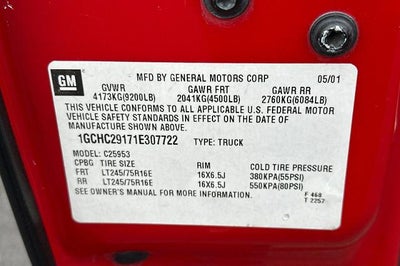 GM
MFD BY GENERAL MOTORS CORP 05/01
GVWR GAWR FRT GAWR RR
4173KG(9200LB) 2041KG(4500LB) 2760KG(6084LB)
THIS VEHICLE CONFORMS TO ALL APPLICABLE U.S. FEDERAL MOTOR
VEHICLE SAFETY STANDARDS IN EFFECT ON THE DATE OF
MANUFACTURE SHOWN ABOVE.
1GCHC29171E307722 TYPE: TRUCK
MODEL: C25953
CPBG TIRE SIZE RIM COLD TIRE PRESSURE
FRT LT245/75R16E 16X6.5J 380KPA(55PSI)
RR LT245/75R16E 16X6.5J 550KPA(80PSI)
SEE OWNER'S MANUAL FOR MORE INFORMATION.
F 468
T 2257